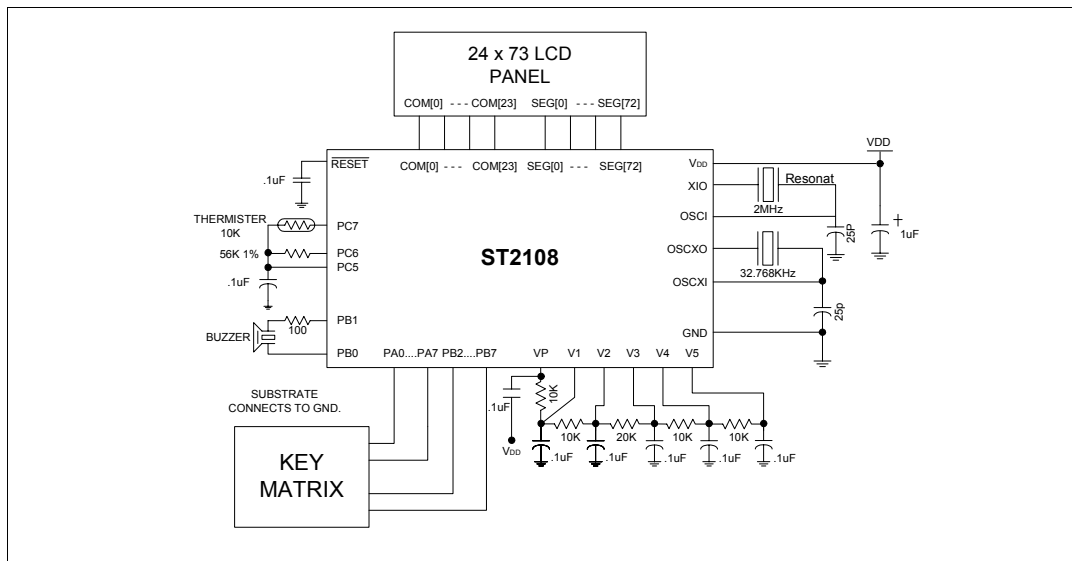 24 x 73 LCD
PANEL
COM[0] - - - COM[23] SEG[0] - - - SEG[72]
COM[0] - - - COM[23] SEG[0] - - - SEG[72]
RESET
.1uF
THERMISTER
10K
PC7
56K 1%
PC6
PC5
.1uF
BUZZER
100
PB1
PB0
ST2108
VDD
VDD
XIO
Resonat
2MHz
OSCI
25P
+
1uF
OSCXO
32.768KHz
OSCXI
25p
GND
PA0....PA7 PB2....PB7 VP V1 V2 V3 V4 V5
SUBSTRATE
CONNECTS TO GND.
KEY
MATRIX
.1uF
10K
VDD
10K 20K 10K 10K
.1uF .1uF .1uF .1uF .1uF